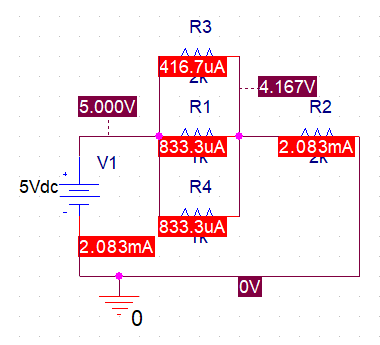 R3
416.7uA
2k
4.167V
5.000V
R1
R2
833.3uA
1k
2.083mA
2k
V1
5Vdc
R4
833.3uA
1k
2.083mA
0V
0